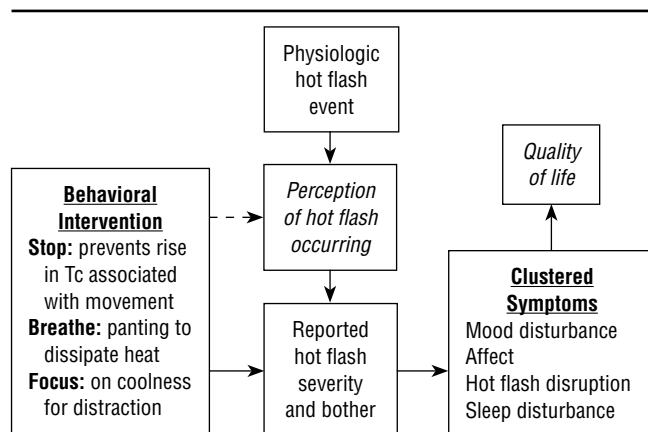 Physiologic
hot flash
event
Quality
of life
Perception
of hot flash
occurring
Behavioral
Intervention
Stop: prevents rise
in Tc associated
with movement
Breathe: panting to
dissipate heat
Focus: on coolness
for distraction
Reported
hot flash
severity
and bother
Clustered
Symptoms
Mood disturbance
Affect
Hot flash disruption
Sleep disturbance